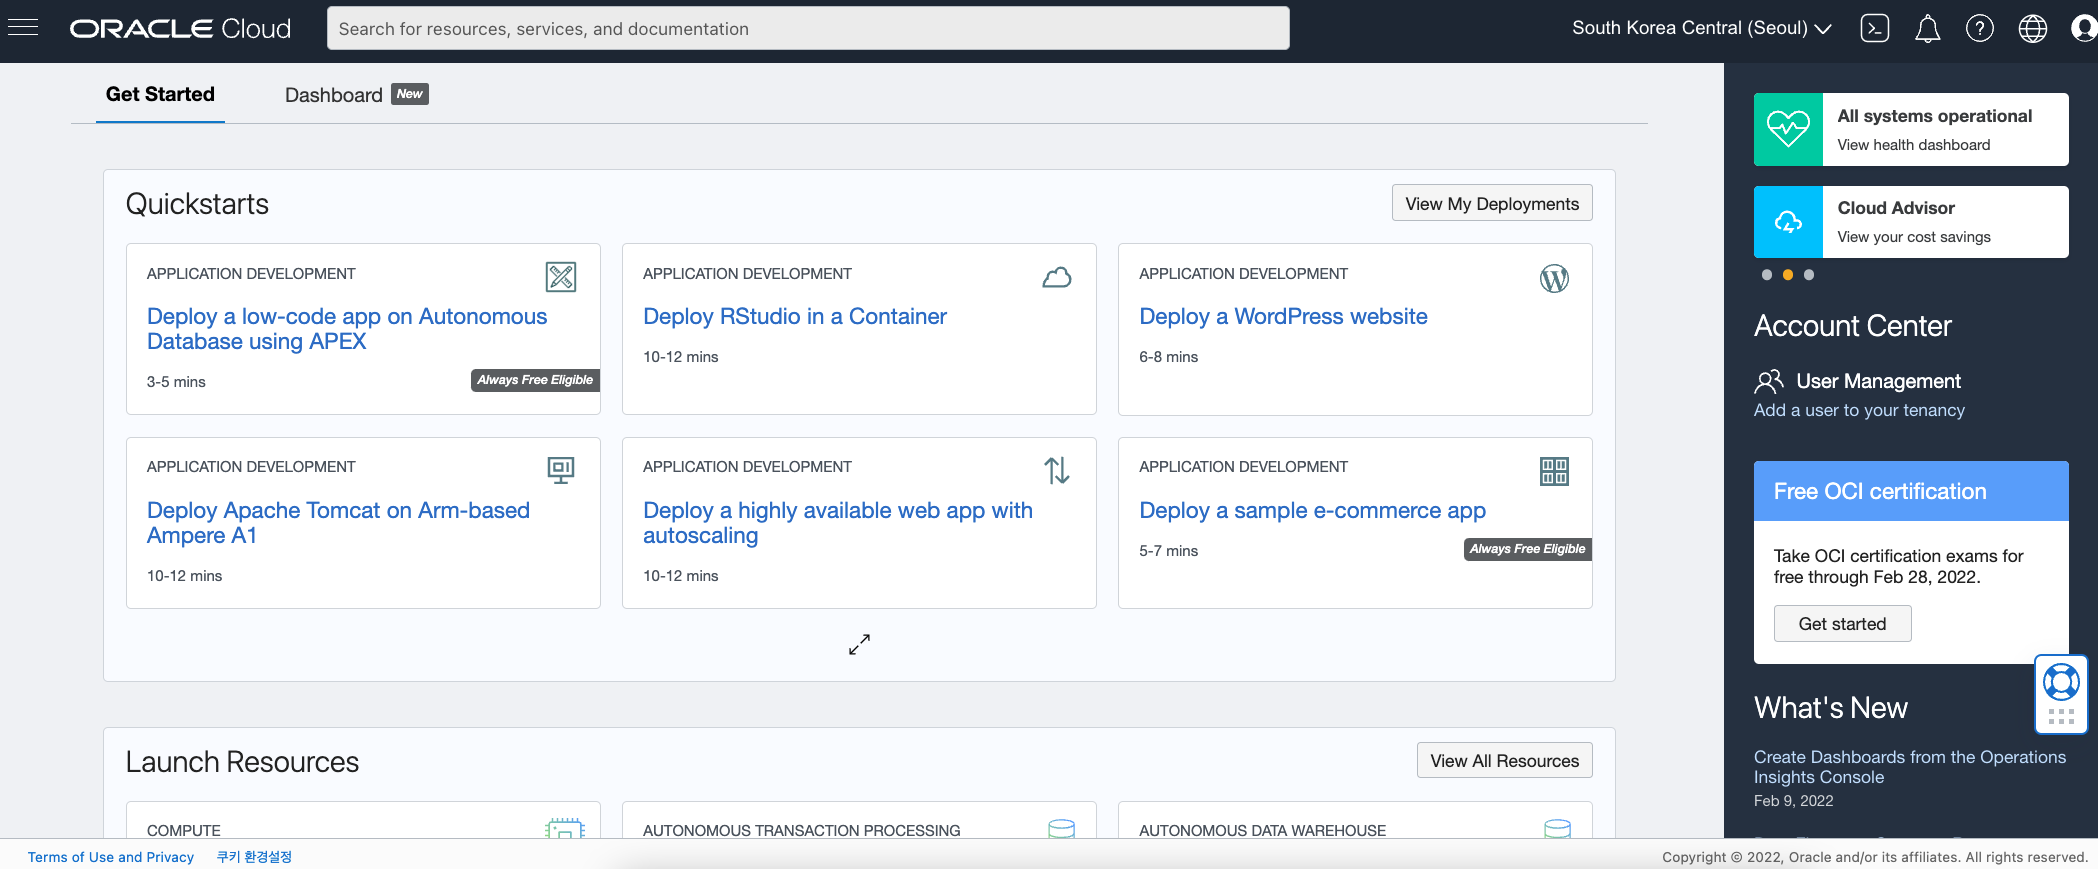 ORACLE Cloud
Search for resources, services, and documentation
South Korea Central (Seoul)
Get Started
Dashboard New
Quickstarts
View My Deployments
APPLICATION DEVELOPMENT
Deploy a low-code app on Autonomous
Database using APEX
3-5 mins
Always Free Eligible
APPLICATION DEVELOPMENT
Deploy RStudio in a Container
10-12 mins
APPLICATION DEVELOPMENT
Deploy a WordPress website
6-8 mins
APPLICATION DEVELOPMENT
Deploy Apache Tomcat on Arm-based
Ampere A1
10-12 mins
APPLICATION DEVELOPMENT
Deploy a highly available web app with
autoscaling
10-12 mins
APPLICATION DEVELOPMENT
Deploy a sample e-commerce app
5-7 mins
Always Free Eligible
Launch Resources
View All Resources
COMPUTE
AUTONOMOUS TRANSACTION PROCESSING
AUTONOMOUS DATA WAREHOUSE
All systems operational
View health dashboard
Cloud Advisor
View your cost savings
Account Center
User Management
Add a user to your tenancy
Free OCI certification
Take OCI certification exams for
free through Feb 28, 2022.
Get started
What's New
Create Dashboards from the Operations
Insights Console
Feb 9, 2022
Terms of Use and Privacy
쿠키 환경설정
Copyright © 2022, Oracle and/or its affiliates. All rights reserved.